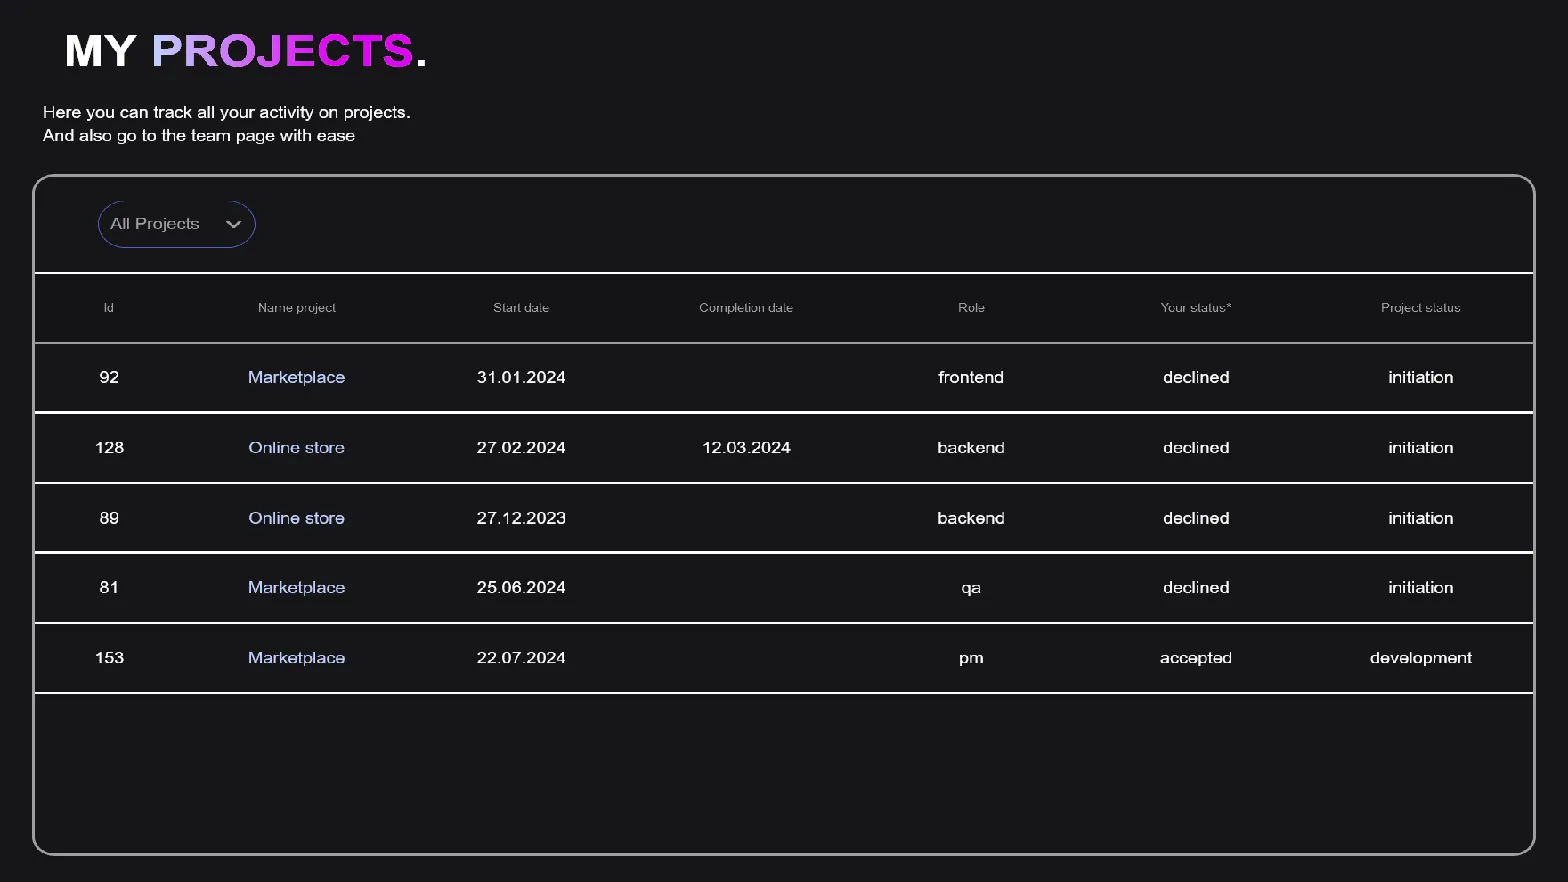 MY PROJECTS.
Here you can track all your activity on projects.
And also go to the team page with ease
All Projects
Id Name project Start date Completion date Role Your status* Project status
92 Marketplace 31.01.2024 frontend declined initiation
128 Online store 27.02.2024 12.03.2024 backend declined initiation
89 Online store 27.12.2023 backend declined initiation
81 Marketplace 25.06.2024 qa declined initiation
153 Marketplace 22.07.2024 pm accepted development